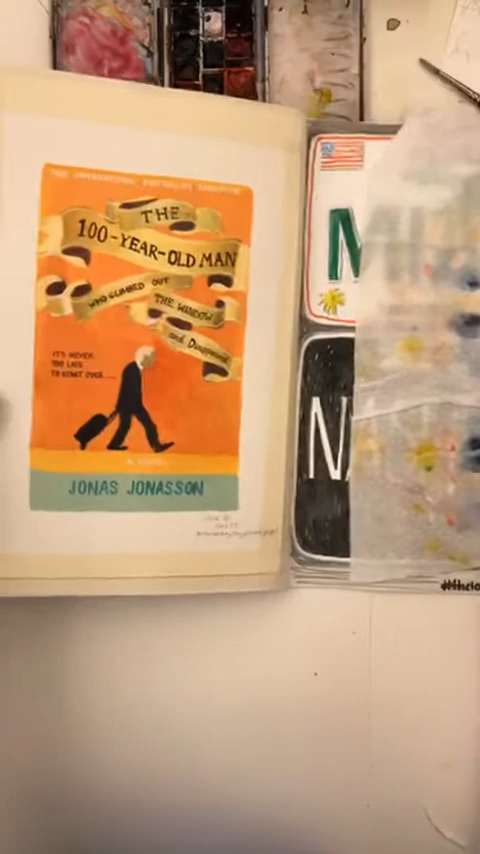 THE INTERNATIONAL BESTSELLING SENSATION
THE
100-YEAR-OLD MAN
WHO CLIMBED OUT
THE WINDOW
and Disappeared
IT'S NEVER
TOO LATE
TO START OVER....
A NOVEL
JONAS JONASSON